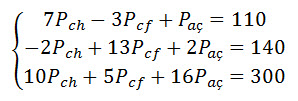 7P_ch − 3P_cf + P_aç = 110
−2P_ch + 13P_cf + 2P_aç = 140
10P_ch + 5P_cf + 16P_aç = 300